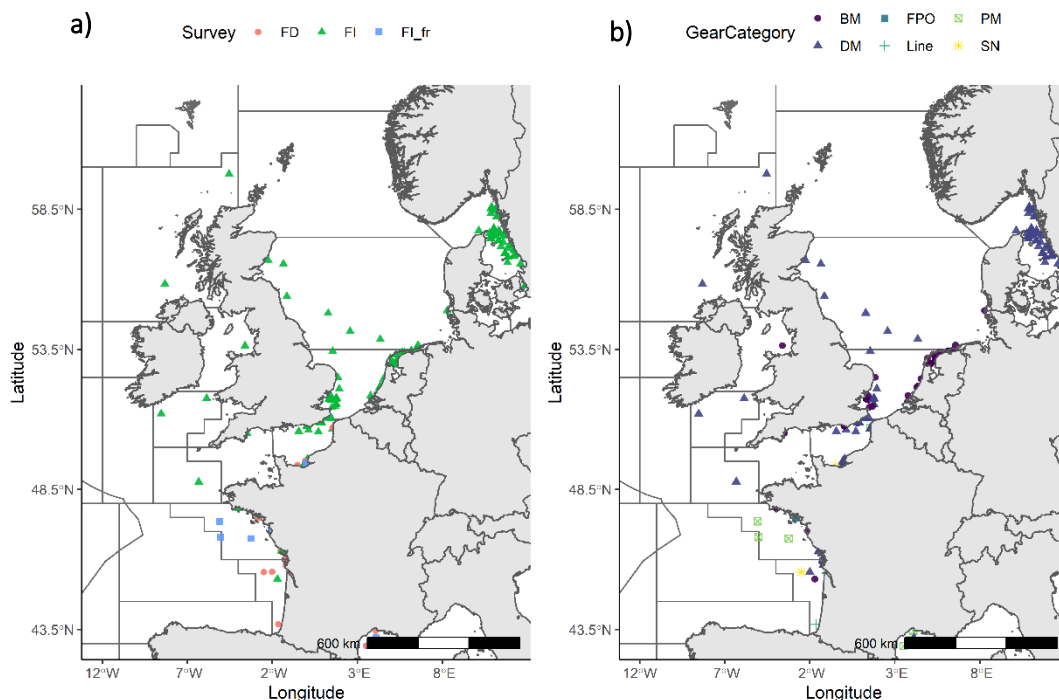 a)
Survey FD FI FI_fr
58.5°N
53.5°N
48.5°N
43.5°N
Latitude
600 km
12°W 7°W 2°W 3°E 8°E
Longitude
b)
GearCategory BM FPO PM
DM Line SN
58.5°N
53.5°N
48.5°N
43.5°N
Latitude
600 km
12°W 7°W 2°W 3°E 8°E
Longitude